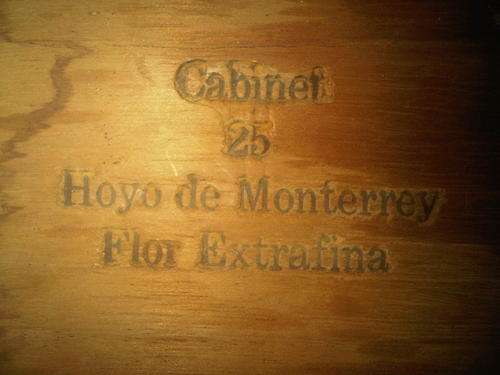 Cabinet
25
Hoyo de Monterrey
Flor Extrafina